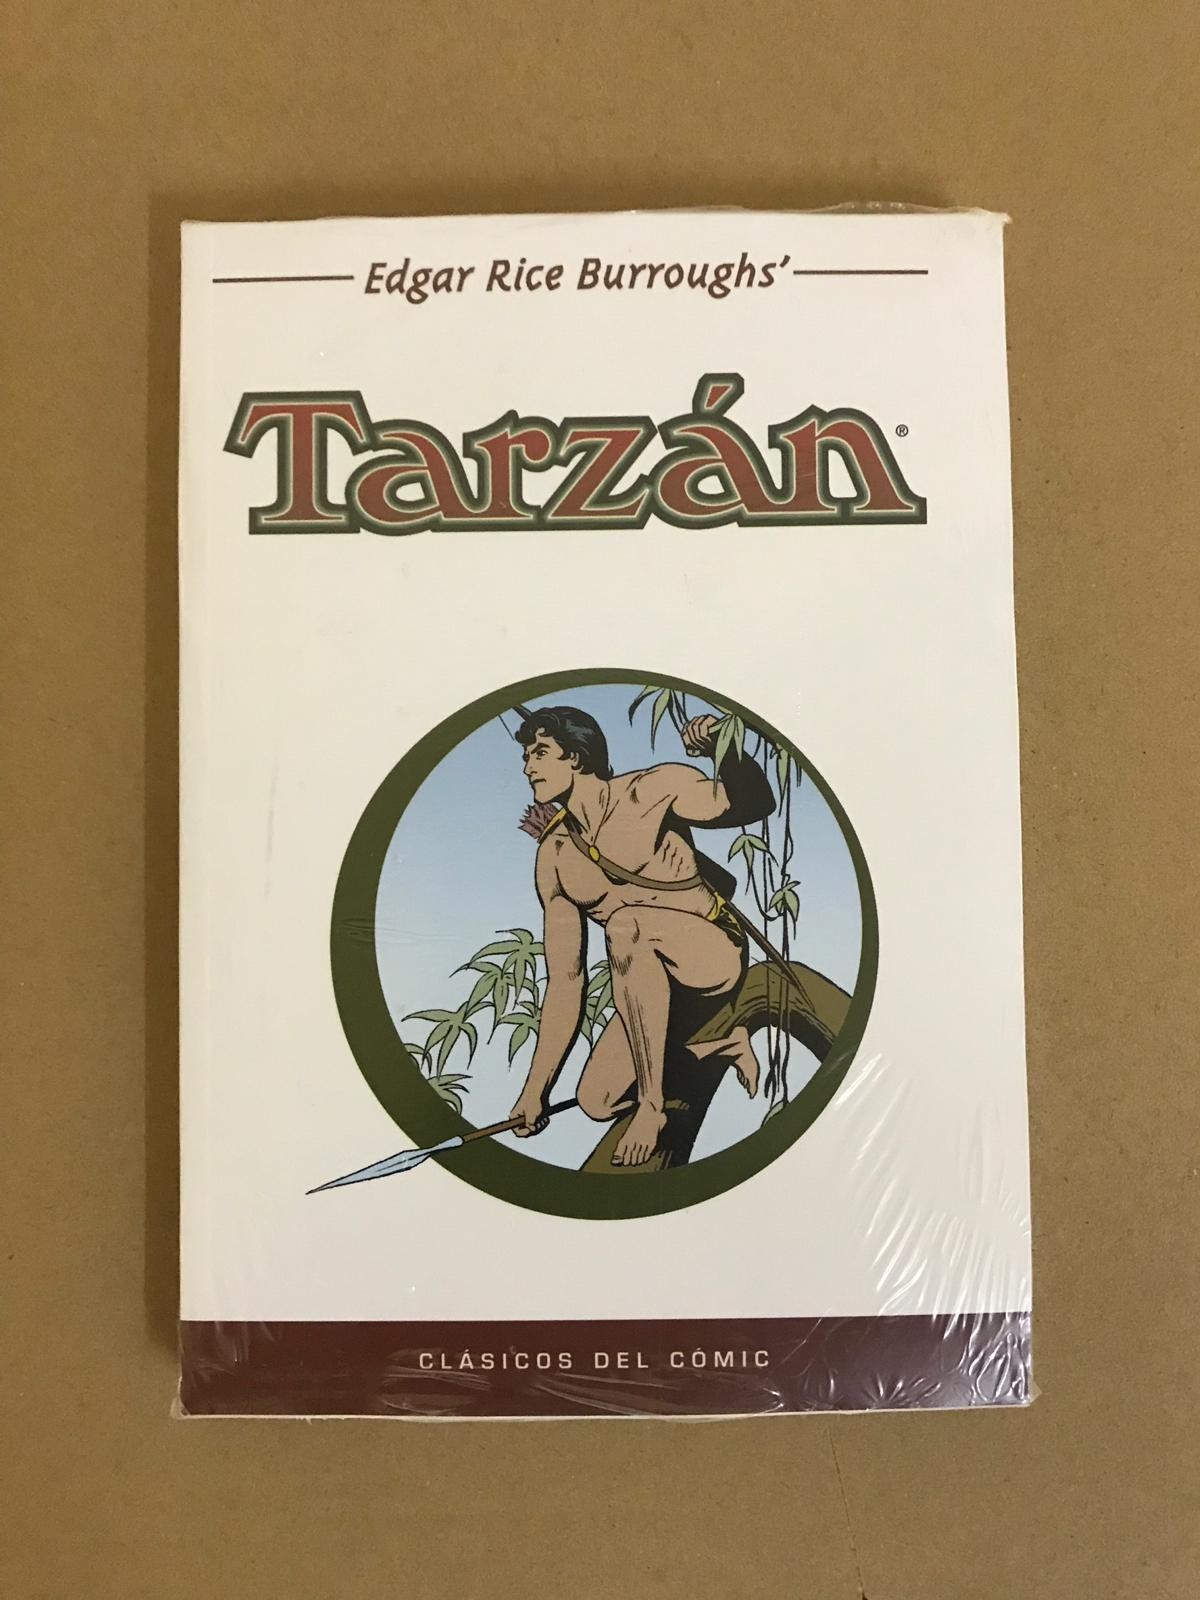 Edgar Rice Burroughs'
Tarzán®
CLÁSICOS DEL CÓMIC